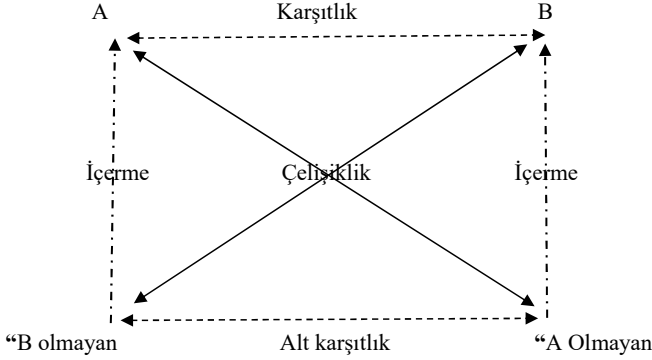 A Karşıtlık B
İçerme Çelişiklik İçerme
“B olmayan Alt karşıtlık “A Olmayan